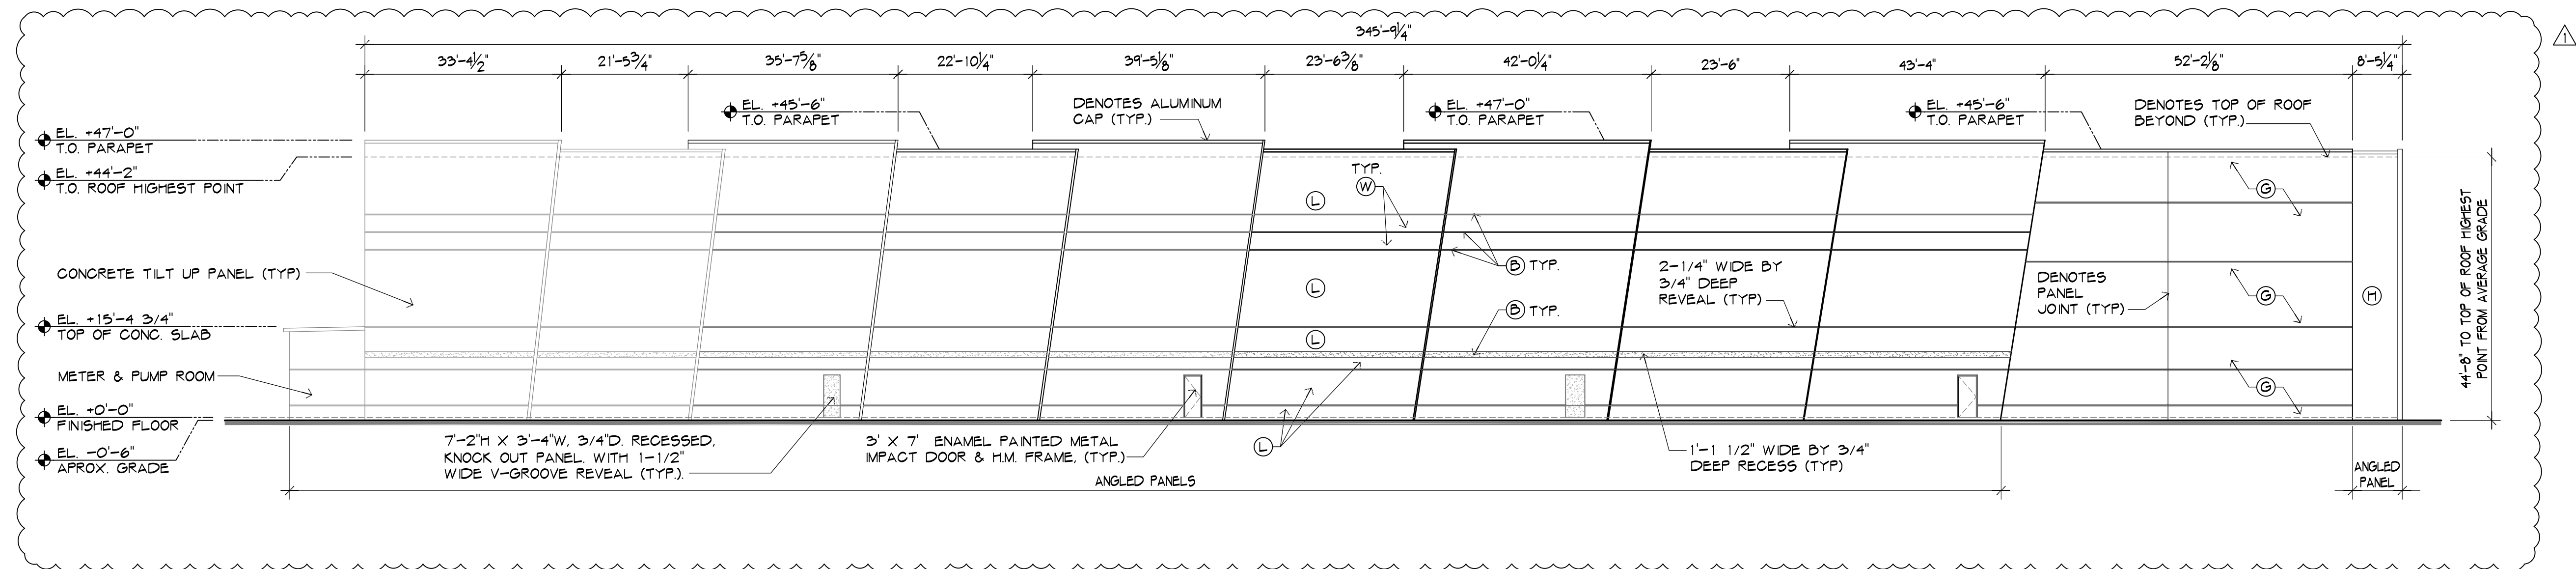 345'-9 1/4"
1
33'-4 1/2"
21'-5 3/4"
35'-7 5/8"
22'-10 1/4"
39'-5 1/8"
23'-6 3/8"
42'-0 1/4"
23'-6"
43'-4"
52'-2 1/8"
8'-5 1/4"
EL. +47'-0"
T.O. PARAPET
EL. +44'-2"
T.O. ROOF HIGHEST POINT
EL. +45'-6"
T.O. PARAPET
DENOTES ALUMINUM
CAP (TYP.)
EL. +47'-0"
T.O. PARAPET
EL. +45'-6"
T.O. PARAPET
DENOTES TOP OF ROOF
BEYOND (TYP.)
TYP.
W
L
G
CONCRETE TILT UP PANEL (TYP)
B TYP.
L
2-1/4" WIDE BY
3/4" DEEP
REVEAL (TYP)
DENOTES
PANEL
JOINT (TYP)
G
H
44'-8" TO TOP OF ROOF HIGHEST
POINT FROM AVERAGE GRADE
EL. +15'-4 3/4"
TOP OF CONC. SLAB
B TYP.
L
METER & PUMP ROOM
G
EL. +0'-0"
FINISHED FLOOR
EL. -0'-6"
APROX. GRADE
7'-2"H X 3'-4"W, 3/4"D. RECESSED,
KNOCK OUT PANEL. WITH 1-1/2"
WIDE V-GROOVE REVEAL (TYP.).
3' X 7' ENAMEL PAINTED METAL
IMPACT DOOR & H.M. FRAME, (TYP.)
L
1'-1 1/2" WIDE BY 3/4"
DEEP RECESS (TYP)
ANGLED PANELS
ANGLED
PANEL